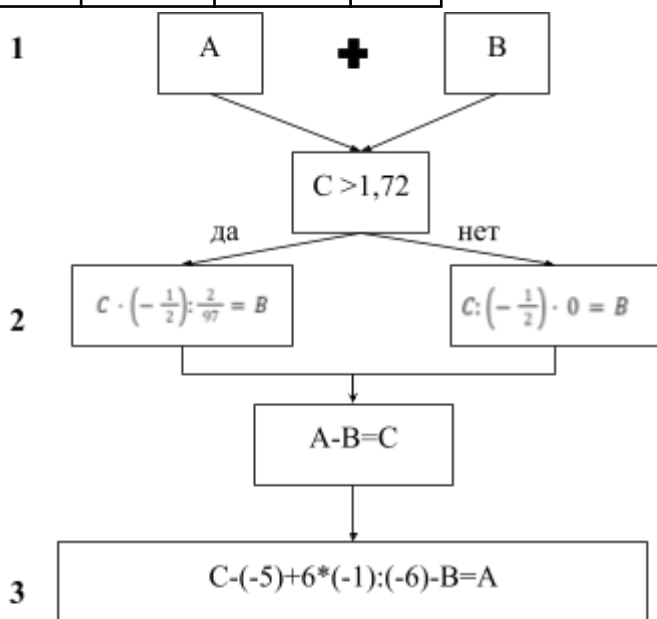 1
A + B
C >1,72
да нет
C · (− 1/2) : 2/97 = B
C: (− 1/2) · 0 = B
2
A-B=C
C-(-5)+6*(-1):(-6)-B=A
3